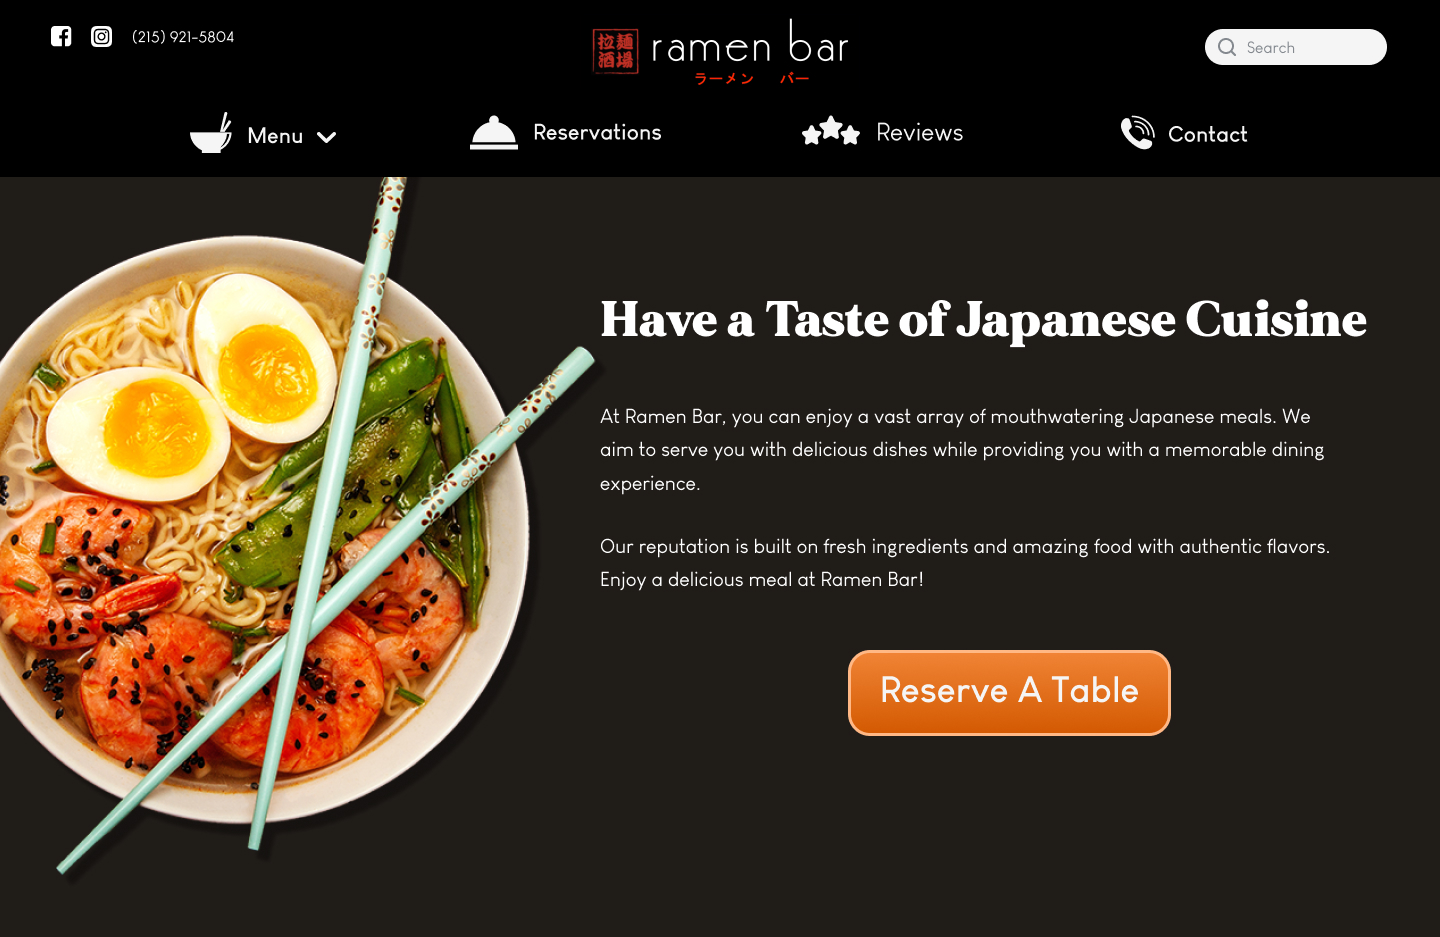 (215) 921-5804
拉麺
酒場
ramen bar
ラーメン バー
Search
Menu
Reservations
Reviews
Contact
Have a Taste of Japanese Cuisine
At Ramen Bar, you can enjoy a vast array of mouthwatering Japanese meals. We
aim to serve you with delicious dishes while providing you with a memorable dining
experience.
Our reputation is built on fresh ingredients and amazing food with authentic flavors.
Enjoy a delicious meal at Ramen Bar!
Reserve A Table